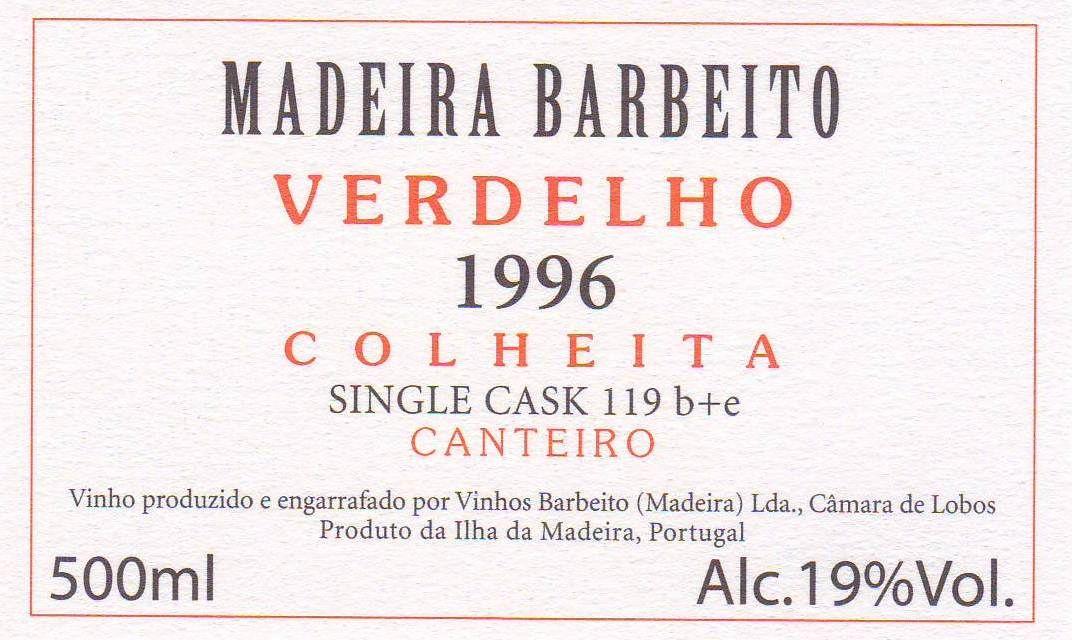 MADEIRA BARBEITO
VERDELHO
1996
COLHEITA
SINGLE CASK 119 b+e
CANTEIRO
Vinho produzido e engarrafado por Vinhos Barbeito (Madeira) Lda., Câmara de Lobos
Produto da Ilha da Madeira, Portugal
500ml Alc.19%Vol.